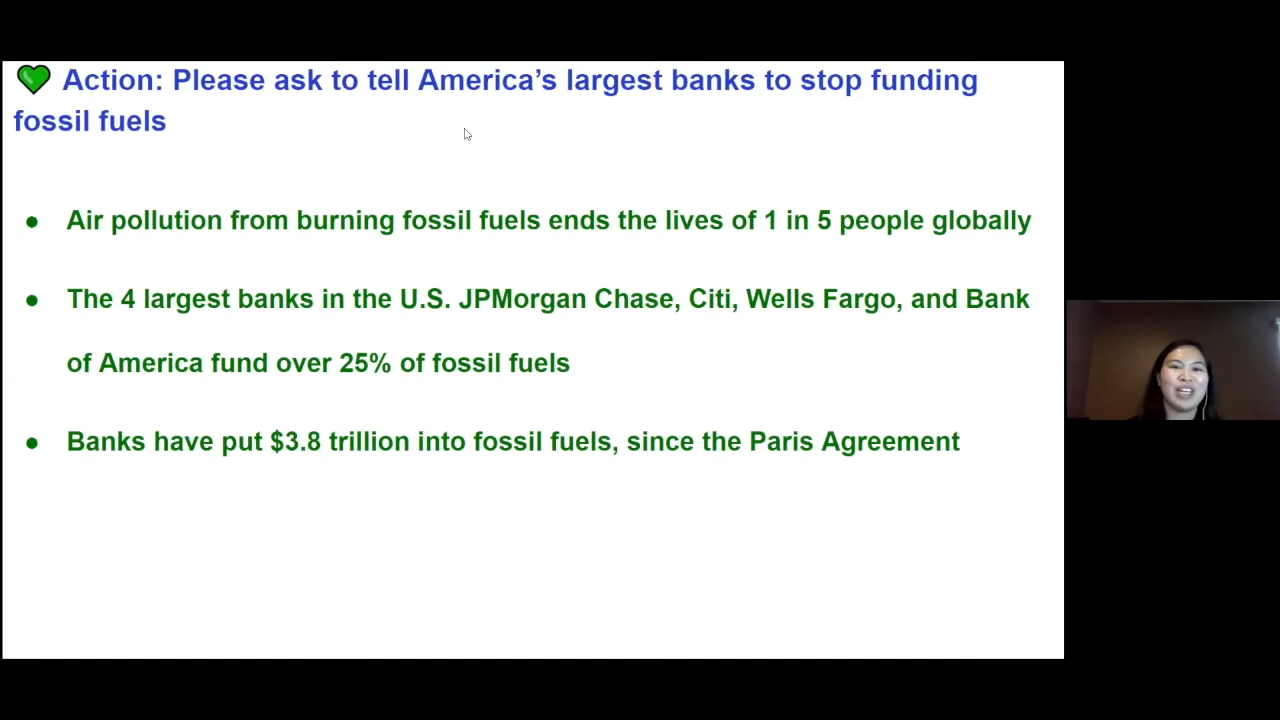 Action: Please ask to tell America’s largest banks to stop funding
fossil fuels
● Air pollution from burning fossil fuels ends the lives of 1 in 5 people globally
● The 4 largest banks in the U.S. JPMorgan Chase, Citi, Wells Fargo, and Bank
of America fund over 25% of fossil fuels
● Banks have put $3.8 trillion into fossil fuels, since the Paris Agreement